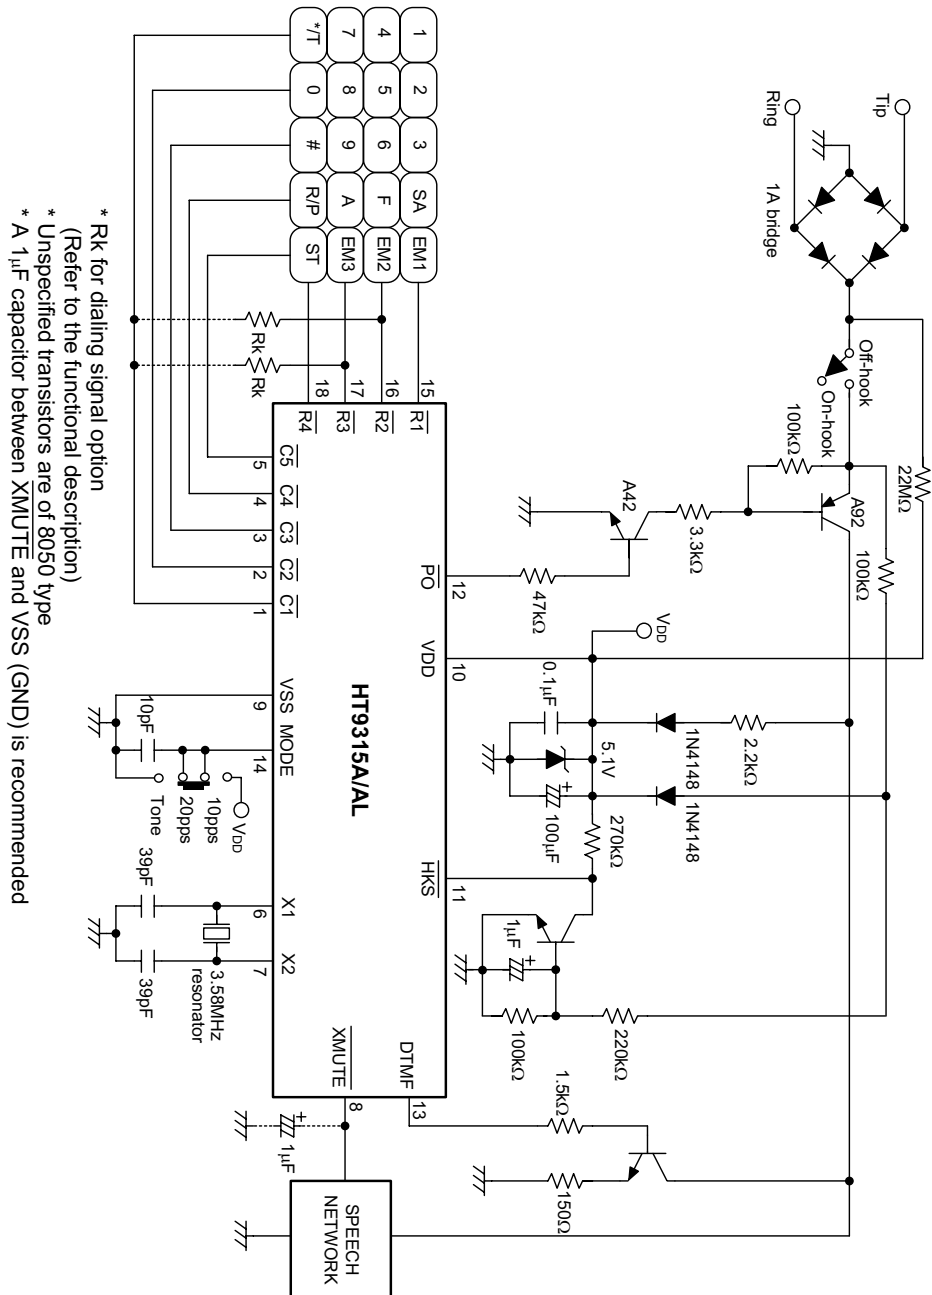 Tip
Ring
1A bridge
Off-hook
On-hook
22MΩ
100kΩ
A92
100kΩ
3.3kΩ
A42
47kΩ
VDD
0.1μF
5.1V
100μF
1N4148
2.2kΩ
1N4148
270kΩ
1μF
+
+
100kΩ
220kΩ
1.5kΩ
150Ω
1 2 3 SA EM1
4 5 6 F EM2
7 8 9 A EM3
*/T 0 # R/P ST
Rk
Rk
15 16 17 18
R1 R2 R3 R4
12 10 11 13
PO VDD HKS DTMF
HT9315A/AL
C5 C4 C3 C2 C1 VSS MODE X1 X2 XMUTE
5 4 3 2 1 9 14 6 7 8
10pF
VDD
10pps
20pps
Tone
39pF
39pF
3.58MHz
resonator
+
1μF
SPEECH
NETWORK
* Rk for dialing signal option
(Refer to the functional description)
* Unspecified transistors are of 8050 type
* A 1μF capacitor between XMUTE and VSS (GND) is recommended